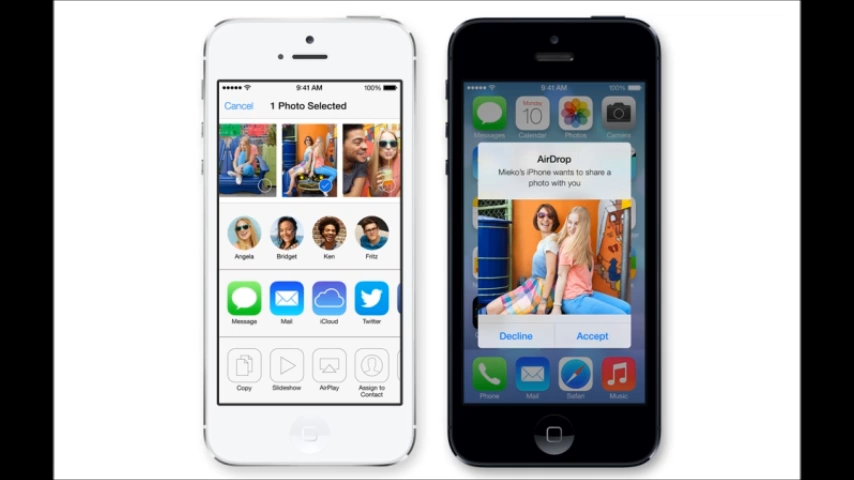 9:41 AM
100%
Cancel
1 Photo Selected
Angela
Bridget
Ken
Fritz
Message
Mail
iCloud
Twitter
Copy
Slideshow
AirPlay
Assign to
Contact
9:41 AM
100%
Monday
10
Messages
Calendar
Photos
Camera
AirDrop
Mieko's iPhone wants to share a
photo with you
Decline
Accept
Phone
Mail
Safari
Music